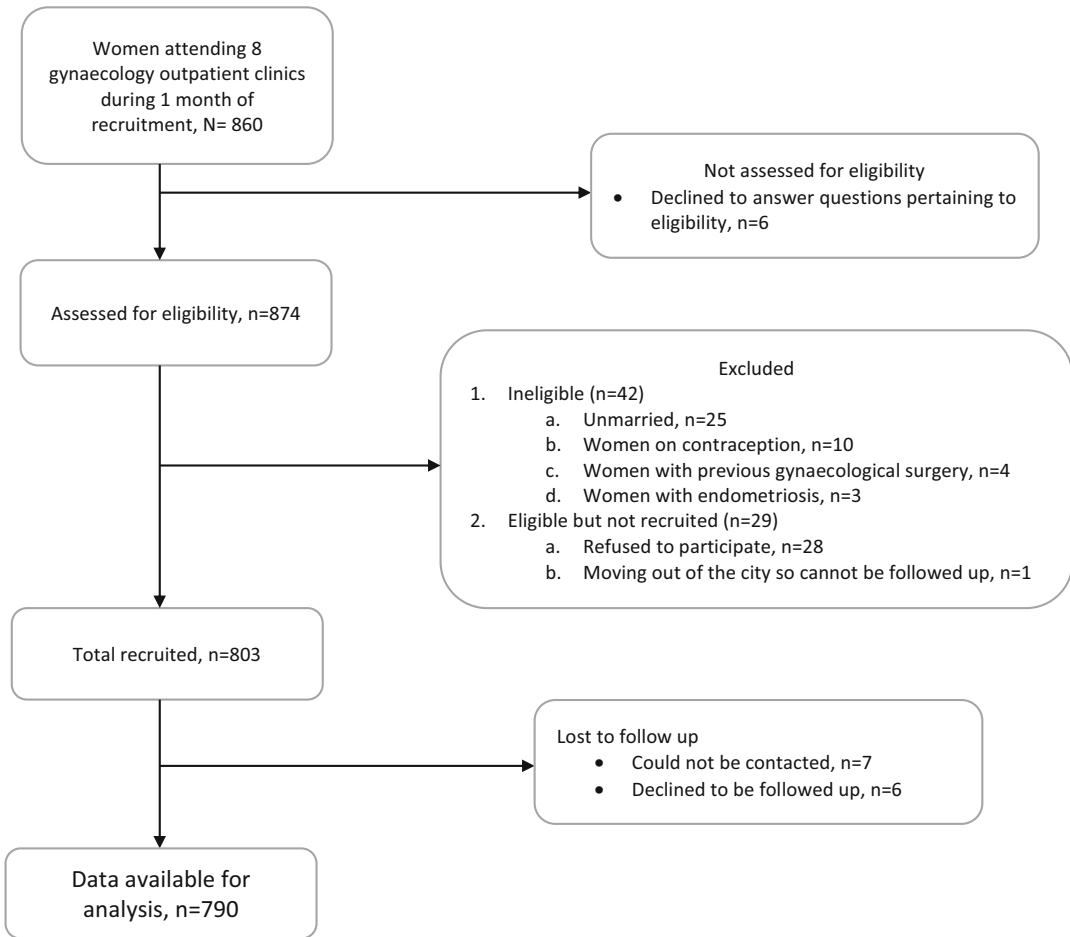 Women attending 8
gynaecology outpatient clinics
during 1 month of
recruitment, N= 860
Not assessed for eligibility
• Declined to answer questions pertaining to
eligibility, n=6
Assessed for eligibility, n=874
Excluded
1. Ineligible (n=42)
a. Unmarried, n=25
b. Women on contraception, n=10
c. Women with previous gynaecological surgery, n=4
d. Women with endometriosis, n=3
2. Eligible but not recruited (n=29)
a. Refused to participate, n=28
b. Moving out of the city so cannot be followed up, n=1
Total recruited, n=803
Lost to follow up
• Could not be contacted, n=7
• Declined to be followed up, n=6
Data available for
analysis, n=790